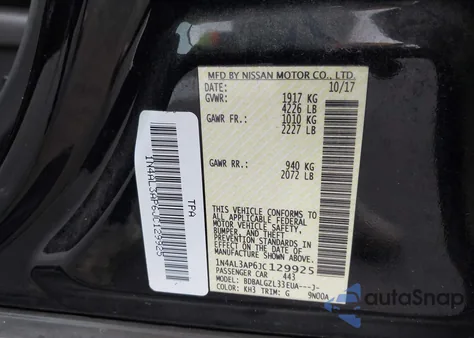 MFD BY NISSAN MOTOR CO., LTD.
DATE: 10/17
GVWR: 1917 KG
4226 LB
GAWR FR: 1010 KG
2227 LB
GAWR RR: 940 KG
2072 LB
THIS VEHICLE CONFORMS TO
ALL APPLICABLE FEDERAL
MOTOR VEHICLE SAFETY,
BUMPER, AND THEFT
PREVENTION STANDARDS
IN EFFECT ON THE DATE OF
MANUFACTURE SHOWN ABOVE.
1N4AL3AP6JC129925
PASSENGER CAR 443
MODEL: BDBALGZL33EUA---J-
COLOR: KH3 TRIM: G 9N00A
TPA
1N4AL3AP6JC129925
autoSnap